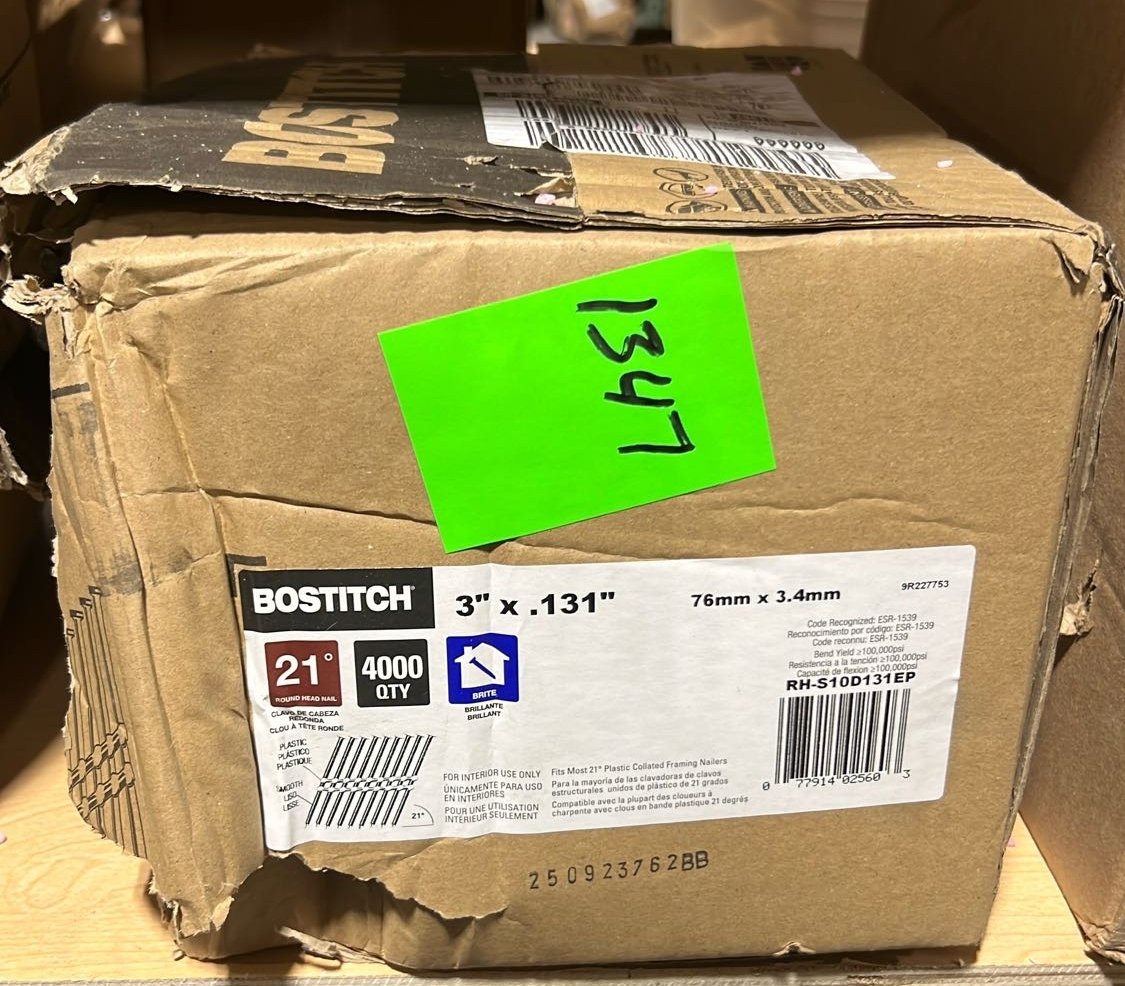 BOSTITCH
1347
BOSTITCH
3" x .131"
76mm x 3.4mm
9R227753
Code Recognized: ESR-1539
Reconocimiento por código: ESR-1539
Code reconnu: ESR-1539
Bend Yield ≥100,000psi
Resistencia a la tención ≥100,000psi
Capacité de flexion ≥100,000psi
RH-S10D131EP
0 77914 02560 3
21°
ROUND HEAD NAIL
CLAVO DE CABEZA
REDONDA
CLOU À TÊTE RONDE
4000
QTY
BRITE
BRILLANTE
BRILLANT
PLASTIC
PLÁSTICO
PLASTIQUE
SMOOTH
LISO
LISSE
21°
FOR INTERIOR USE ONLY
ÚNICAMENTE PARA USO
EN INTERIORES
POUR UNE UTILISATION
INTÉRIEUR SEULEMENT
Fits Most 21° Plastic Collated Framing Nailers
Para la mayoría de las clavadoras de clavos
estructurales unidos de plástico de 21 grados
Compatible avec la plupart des cloueurs à
charpente avec clous en bande plastique 21 degrés
250923762BB